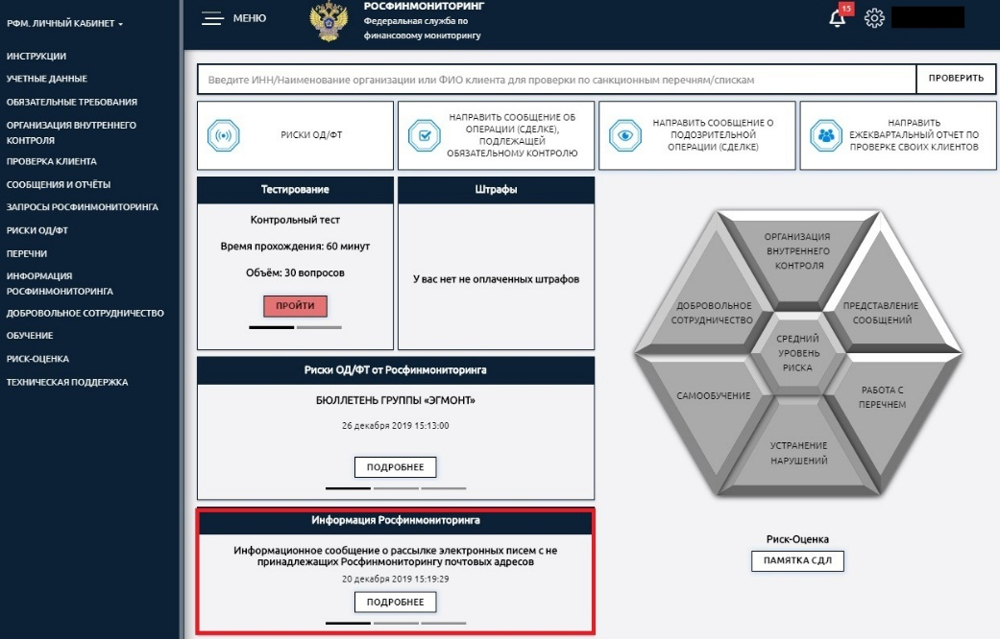 РФМ. ЛИЧНЫЙ КАБИНЕТ
ИНСТРУКЦИИ
УЧЕТНЫЕ ДАННЫЕ
ОБЯЗАТЕЛЬНЫЕ ТРЕБОВАНИЯ
ОРГАНИЗАЦИЯ ВНУТРЕННЕГО
КОНТРОЛЯ
ПРОВЕРКА КЛИЕНТА
СООБЩЕНИЯ И ОТЧЁТЫ
ЗАПРОСЫ РОСФИНМОНИТОРИНГА
РИСКИ ОД/ФТ
ПЕРЕЧНИ
ИНФОРМАЦИЯ
РОСФИНМОНИТОРИНГА
ДОБРОВОЛЬНОЕ СОТРУДНИЧЕСТВО
ОБУЧЕНИЕ
РИСК-ОЦЕНКА
ТЕХНИЧЕСКАЯ ПОДДЕРЖКА
МЕНЮ
РОСФИНМОНИТОРИНГ
Федеральная служба по
финансовому мониторингу
15
Введите ИНН/Наименование организации или ФИО клиента для проверки по санкционным перечням/спискам
ПРОВЕРИТЬ
РИСКИ ОД/ФТ
НАПРАВИТЬ СООБЩЕНИЕ ОБ
ОПЕРАЦИИ (СДЕЛКЕ),
ПОДЛЕЖАЩЕЙ
ОБЯЗАТЕЛЬНОМУ КОНТРОЛЮ
НАПРАВИТЬ СООБЩЕНИЕ О
ПОДОЗРИТЕЛЬНОЙ
ОПЕРАЦИИ (СДЕЛКЕ)
НАПРАВИТЬ
ЕЖЕКВАРТАЛЬНЫЙ ОТЧЕТ ПО
ПРОВЕРКЕ СВОИХ КЛИЕНТОВ
Тестирование
Контрольный тест
Время прохождения: 60 минут
Объём: 30 вопросов
ПРОЙТИ
Штрафы
У вас нет не оплаченных штрафов
Риски ОД/ФТ от Росфинмониторинга
БЮЛЛЕТЕНЬ ГРУППЫ «ЭГМОНТ»
26 декабря 2019 15:13:00
ПОДРОБНЕЕ
Информация Росфинмониторинга
Информационное сообщение о рассылке электронных писем с не
принадлежащих Росфинмониторингу почтовых адресов
20 декабря 2019 15:19:29
ПОДРОБНЕЕ
ОРГАНИЗАЦИЯ
ВНУТРЕННЕГО
КОНТРОЛЯ
ДОБРОВОЛЬНОЕ
СОТРУДНИЧЕСТВО
ПРЕДСТАВЛЕНИЕ
СООБЩЕНИЙ
СРЕДНИЙ
УРОВЕНЬ
РИСКА
САМООБУЧЕНИЕ
РАБОТА С
ПЕРЕЧНЕМ
УСТРАНЕНИЕ
НАРУШЕНИЙ
Риск-Оценка
ПАМЯТКА СДЛ